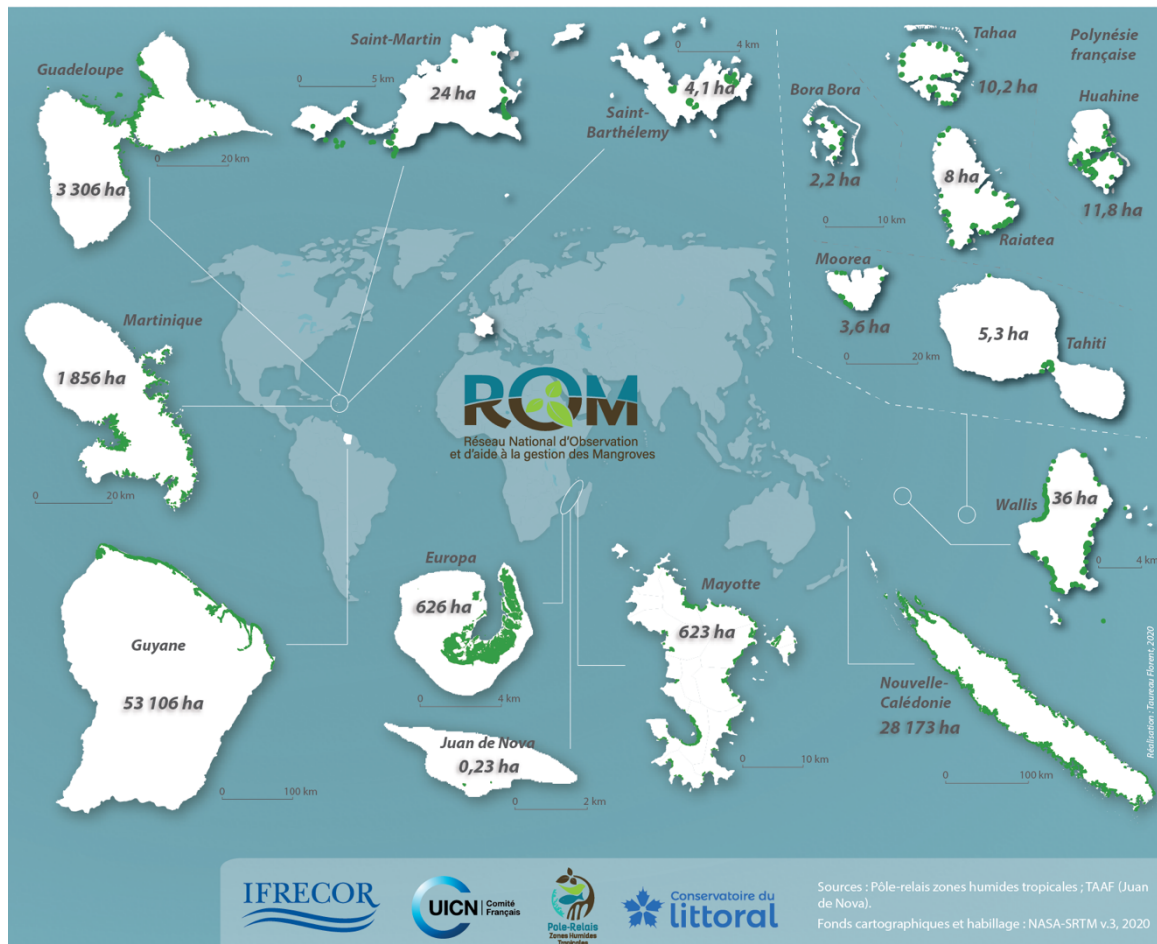 Guadeloupe
3 306 ha
0 20 km
Saint-Martin
0 5 km
24 ha
0 4 km
4,1 ha
Saint-
Barthélemy
Polynésie
française
Tahaa
10,2 ha
Bora Bora
2,2 ha
0 10 km
Huahine
11,8 ha
8 ha
Raiatea
Moorea
3,6 ha
0 20 km
5,3 ha
Tahiti
Martinique
1 856 ha
0 20 km
ROM
Réseau National d'Observation
et d'aide à la gestion des Mangroves
Wallis
36 ha
0 4 km
Guyane
53 106 ha
0 100 km
Europa
626 ha
0 4 km
Juan de Nova
0,23 ha
0 2 km
Mayotte
623 ha
0 10 km
Nouvelle-
Calédonie
28 173 ha
0 100 km
Réalisation : Taureau Florent, 2020
IFRECOR
UICN Comité
Français
Pôle-Relais
Zones Humides
Tropicales
Conservatoire du
littoral
Sources : Pôle-relais zones humides tropicales ; TAAF (Juan
de Nova).
Fonds cartographiques et habillage : NASA-SRTM v.3, 2020